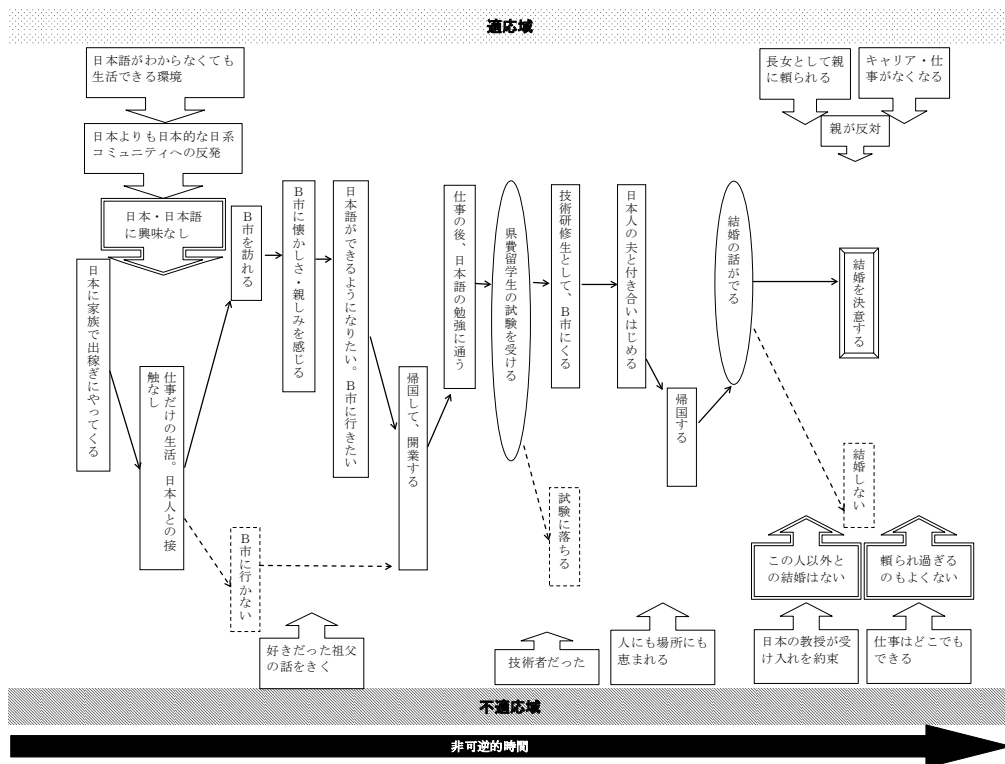 適応域
日本語がわからなくても
生活できる環境
日本よりも日本的な日系
コミュニティへの反発
日本・日本語
に興味なし
日本に家族で出稼ぎにやってくる
仕事だけの生活。日本人との接
触なし
B市を訪れる
B市に行かない
B市に懐かしさ・親しみを感じる
好きだった祖父
の話をきく
日本語ができるようになりたい。B市に行きたい
帰国して、開業する
仕事の後、日本語の勉強に通う
県費留学生の試験を受ける
技術研修生として、B市にくる
試験に落ちる
技術者だった
日本人の夫と付き合いはじめる
人にも場所にも
恵まれる
帰国する
結婚の話がでる
長女として親
に頼られる
キャリア・仕
事がなくなる
親が反対
結婚を決意する
結婚しない
この人以外と
の結婚はない
頼られ過ぎる
のもよくない
日本の教授が受
け入れを約束
仕事はどこでも
できる
不適応域
非可逆的時間